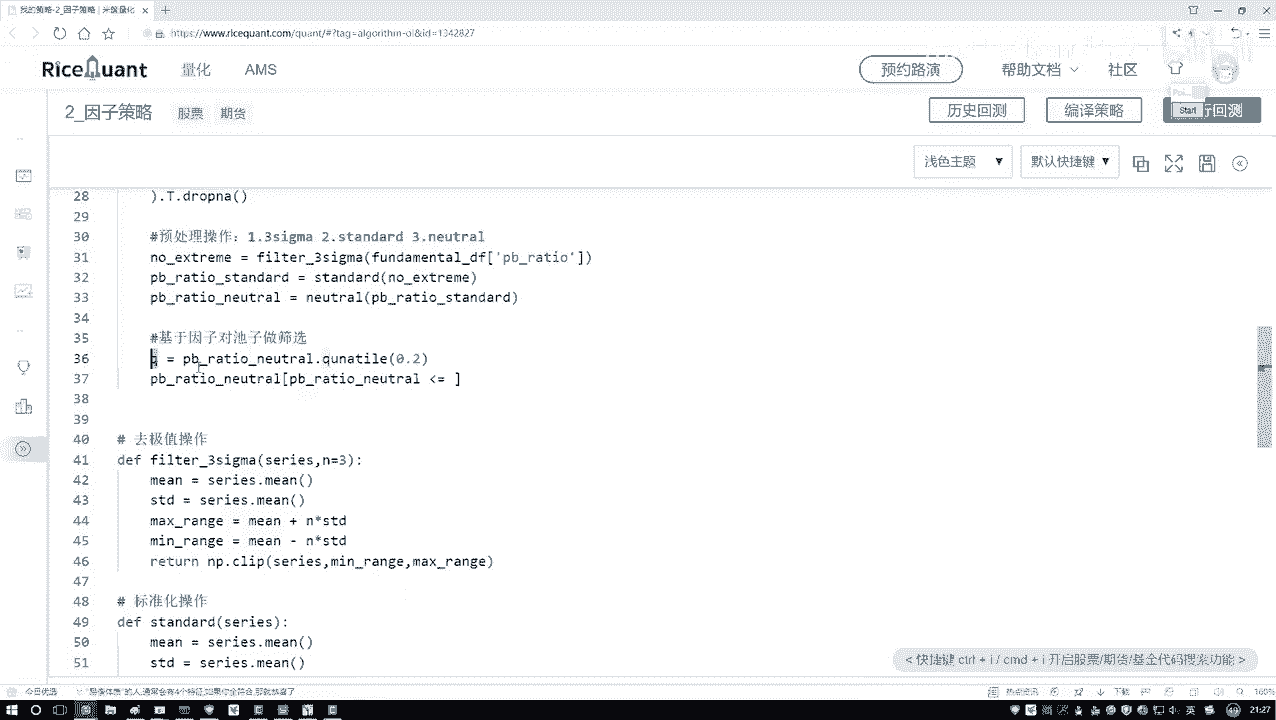 我的策略-2_因子策略 | 米筐量化
https://www.ricequant.com/quant/#?tag=algorithm-ol&id=1342827
RiceQuant 量化 AMS 预约路演 帮助文档 社区
2_因子策略 股票 期货 历史回测 编译策略 行回测
Start
浅色主题 默认快捷键
28 ).T.dropna()
29
30 #预处理操作：1.3sigma 2.standard 3.neutral
31 no_extreme = filter_3sigma(fundamental_df['pb_ratio'])
32 pb_ratio_standard = standard(no_extreme)
33 pb_ratio_neutral = neutral(pb_ratio_standard)
34
35 #基于因子对池子做筛选
36 = pb_ratio_neutral.qunatile(0.2)
37 pb_ratio_neutral[pb_ratio_neutral <= ]
38
39
40 # 去极值操作
41 def filter_3sigma(series,n=3):
42 mean = series.mean()
43 std = series.mean()
44 max_range = mean + n*std
45 min_range = mean - n*std
46 return np.clip(series,min_range,max_range)
47
48 # 标准化操作
49 def standard(series):
50 mean = series.mean()
51 std = series.mean()
< 快捷键 ctrl + i / cmd + i 开启股票/期货/基金代码搜索功能 >
今日优选
21:27